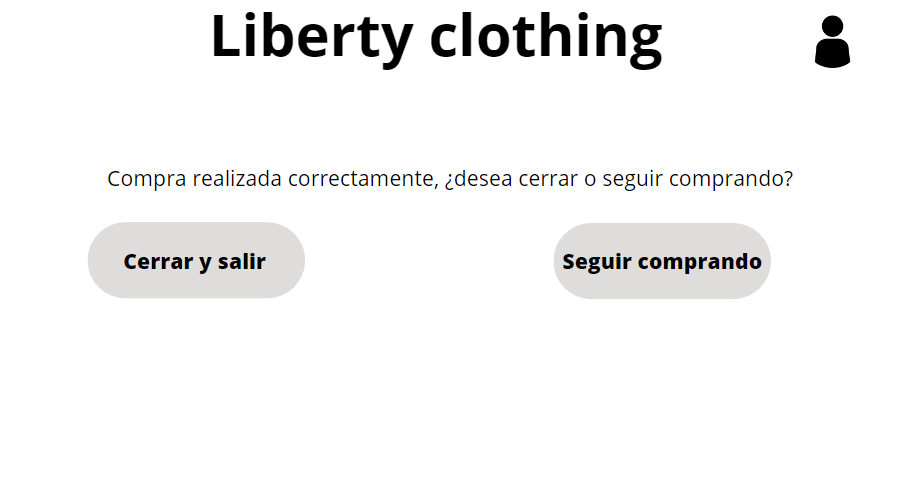 Liberty clothing
Compra realizada correctamente, ¿desea cerrar o seguir comprando?
Cerrar y salir
Seguir comprando